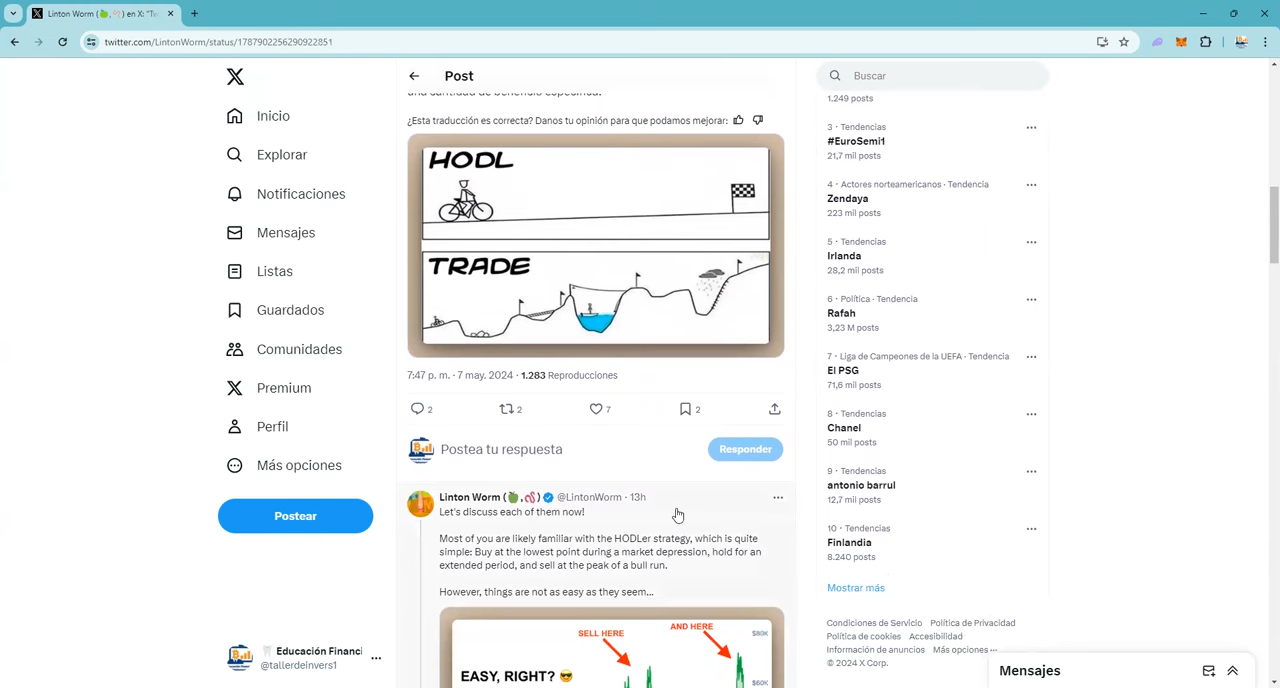 Linton Worm (🍏,🪱) en X: "Tw
twitter.com/LintonWorm/status/1787902256290922851
Inicio
Explorar
Notificaciones
Mensajes
Listas
Guardados
Comunidades
Premium
Perfil
Más opciones
Postear
Educación Financi
@tallerdeinvers1
Post
una cantidad de beneficio específica.
¿Esta traducción es correcta? Danos tu opinión para que podamos mejorar:
HODL
TRADE
7:47 p. m. · 7 may. 2024 · 1.283 Reproducciones
2
2
7
2
Postea tu respuesta
Responder
Linton Worm (🍏,🪱) @LintonWorm · 13h
Let's discuss each of them now!
Most of you are likely familiar with the HODLer strategy, which is quite
simple: Buy at the lowest point during a market depression, hold for an
extended period, and sell at the peak of a bull run.
However, things are not as easy as they seem...
SELL HERE
AND HERE
$80K
EASY, RIGHT? 😎
$60K
Buscar
1.249 posts
3 · Tendencias
#EuroSemi1
21,7 mil posts
4 · Actores norteamericanos · Tendencia
Zendaya
223 mil posts
5 · Tendencias
Irlanda
28,2 mil posts
6 · Política · Tendencia
Rafah
3,23 M posts
7 · Liga de Campeones de la UEFA · Tendencia
El PSG
71,6 mil posts
8 · Tendencias
Chanel
50 mil posts
9 · Tendencias
antonio barrul
12,7 mil posts
10 · Tendencias
Finlandia
8.240 posts
Mostrar más
Condiciones de Servicio Política de Privacidad
Política de cookies Accesibilidad
Información de anuncios Más opciones ···
© 2024 X Corp.
Mensajes